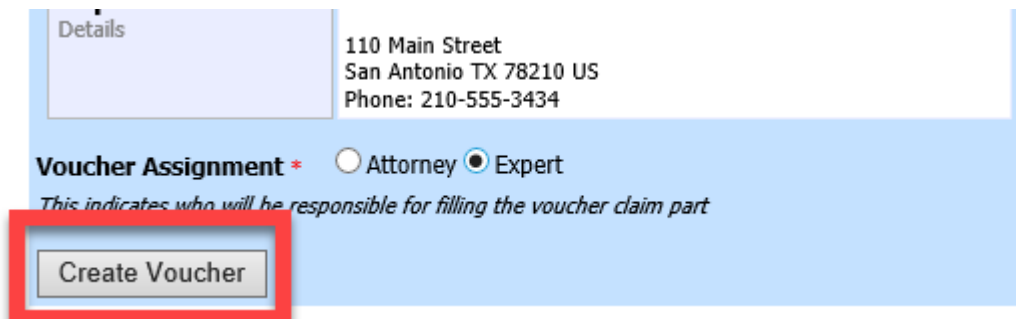 Details
110 Main Street
San Antonio TX 78210 US
Phone: 210-555-3434
Voucher Assignment * Attorney Expert
This indicates who will be responsible for filling the voucher claim part
Create Voucher